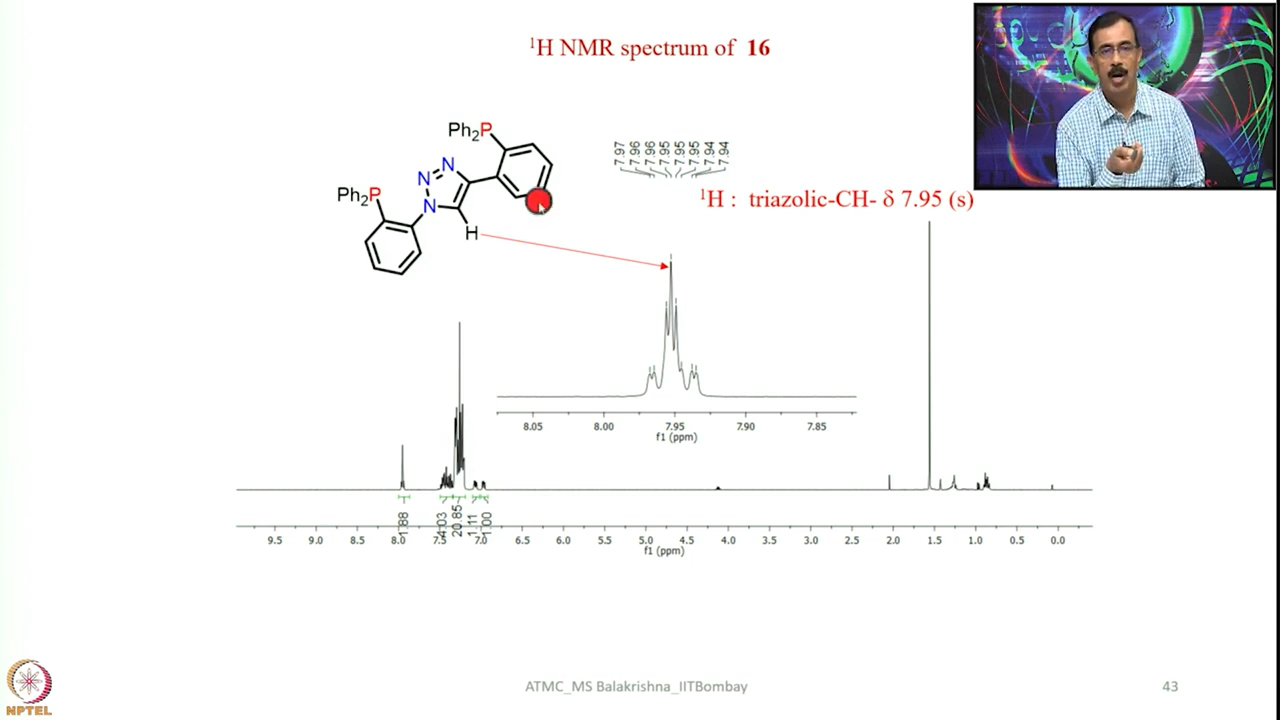 ¹H NMR spectrum of 16
Ph₂P
N
N
N
Ph₂P
H
7.97
7.96
7.96
7.95
7.95
7.95
7.94
7.94
¹H : triazolic-CH- δ 7.95 (s)
8.05 8.00 7.95 7.90 7.85
f1 (ppm)
1.88
4.03
20.85
1.11
1.00
9.5 9.0 8.5 8.0 7.5 7.0 6.5 6.0 5.5 5.0 4.5 4.0 3.5 3.0 2.5 2.0 1.5 1.0 0.5 0.0
f1 (ppm)
NPTEL
ATMC_MS Balakrishna_IITBombay
43